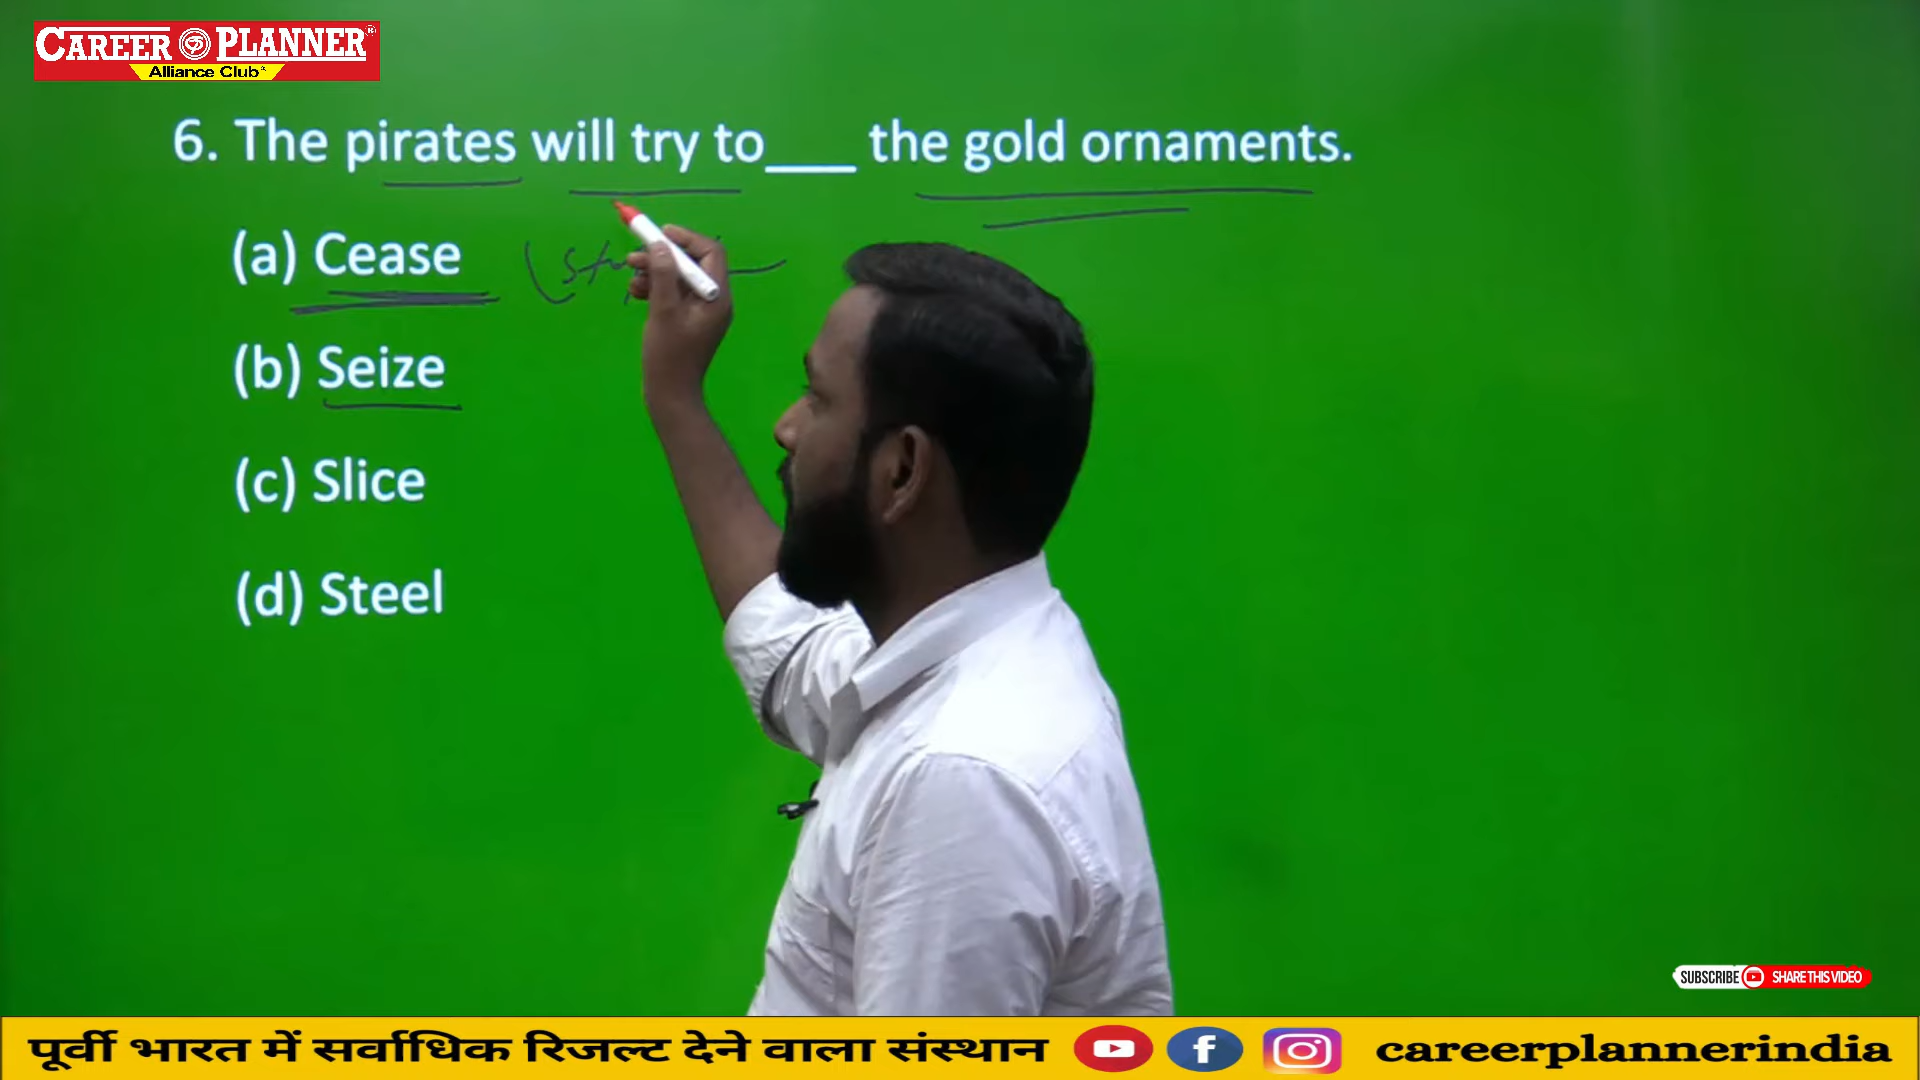 CAREER PLANNER®
Alliance Club
6. The pirates will try to___ the gold ornaments.
(a) Cease
(b) Seize
(c) Slice
(d) Steel
SUBSCRIBE SHARE THIS VIDEO
पूर्वी भारत में सर्वाधिक रिजल्ट देने वाला संस्थान careerplannerindia